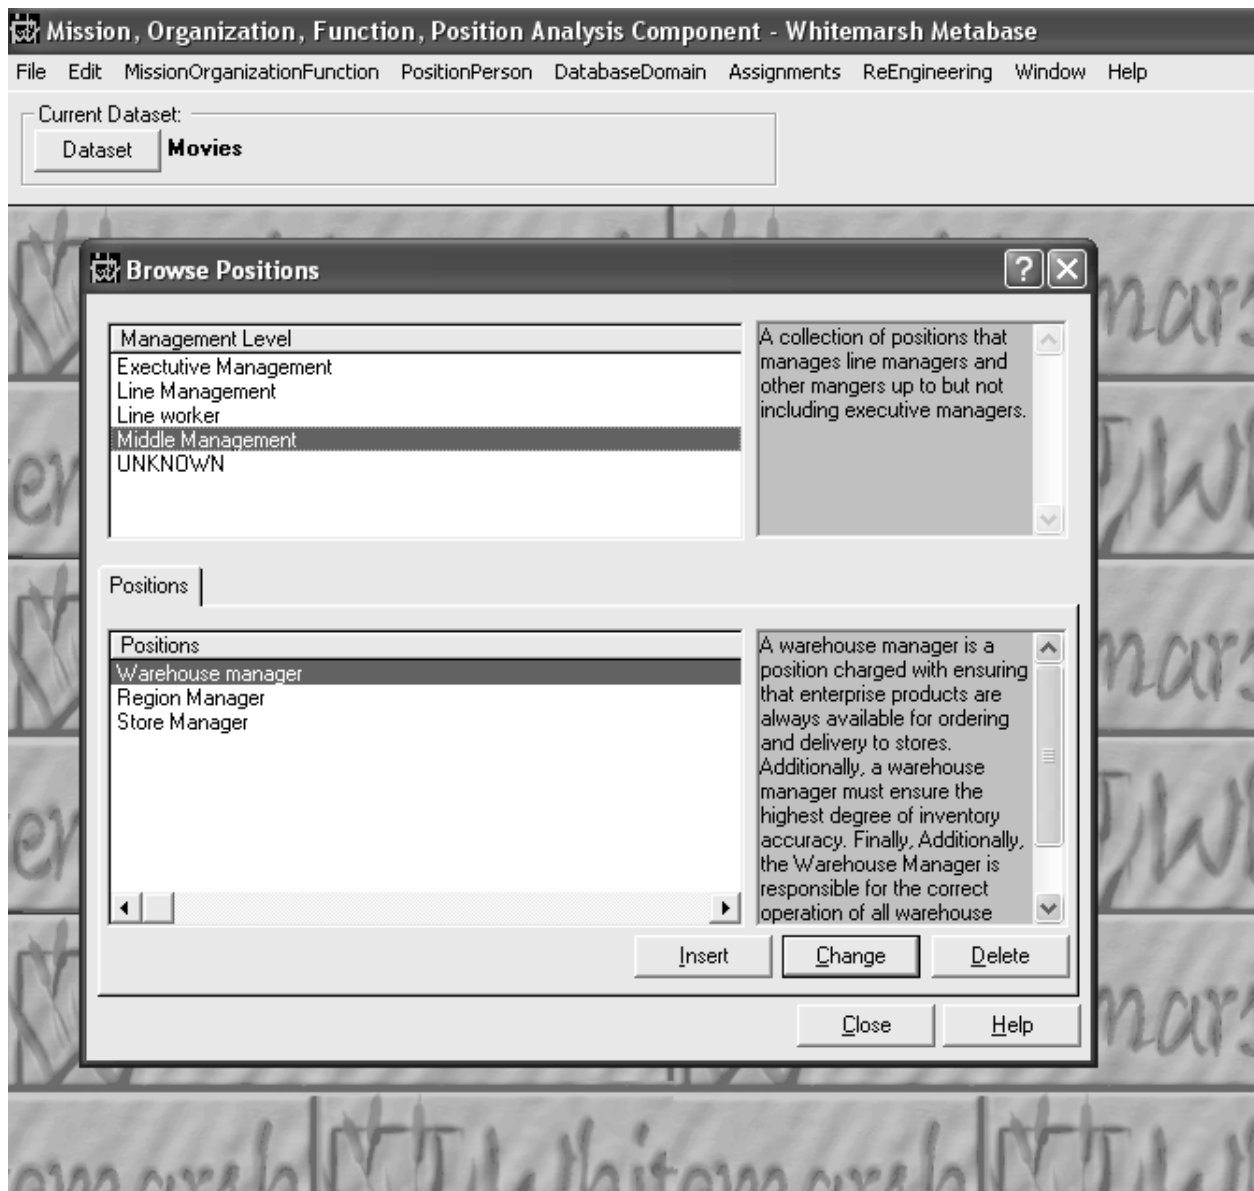 Mission, Organization, Function, Position Analysis Component - Whitemarsh Metabase
File Edit MissionOrganizationFunction PositionPerson DatabaseDomain Assignments ReEngineering Window Help
Current Dataset:
Dataset Movies
Browse Positions
Management Level
Exectutive Management
Line Management
Line worker
Middle Management
UNKNOWN
A collection of positions that
manages line managers and
other mangers up to but not
including executive managers.
Positions
Positions
Warehouse manager
Region Manager
Store Manager
A warehouse manager is a
position charged with ensuring
that enterprise products are
always available for ordering
and delivery to stores.
Additionally, a warehouse
manager must ensure the
highest degree of inventory
accuracy. Finally, Additionally,
the Warehouse Manager is
responsible for the correct
operation of all warehouse
Insert Change Delete
Close Help